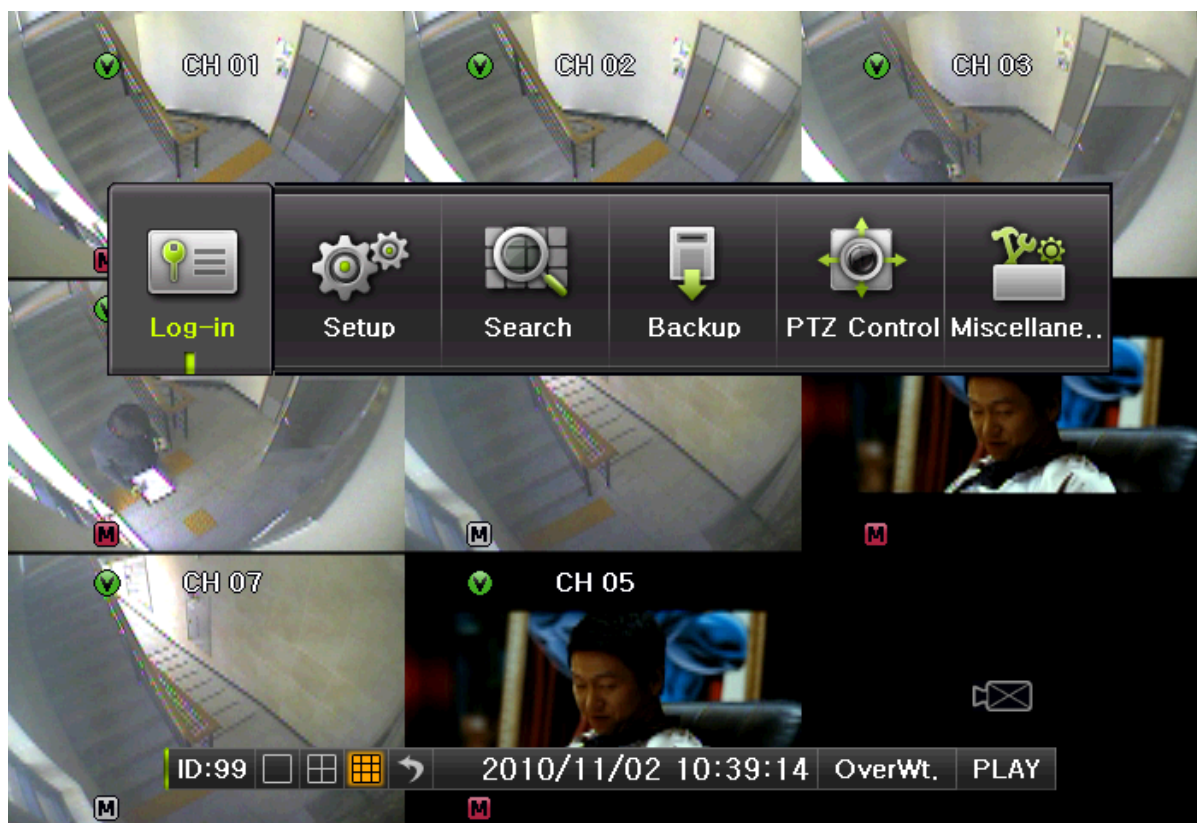 CH 01
CH 02
CH 03
M
Log-in
Setup
Search
Backup
PTZ Control
Miscellane..
M
M
M
V
CH 07
V
CH 05
ID:99
2010/11/02 10:39:14
OverWt.
PLAY
M
M